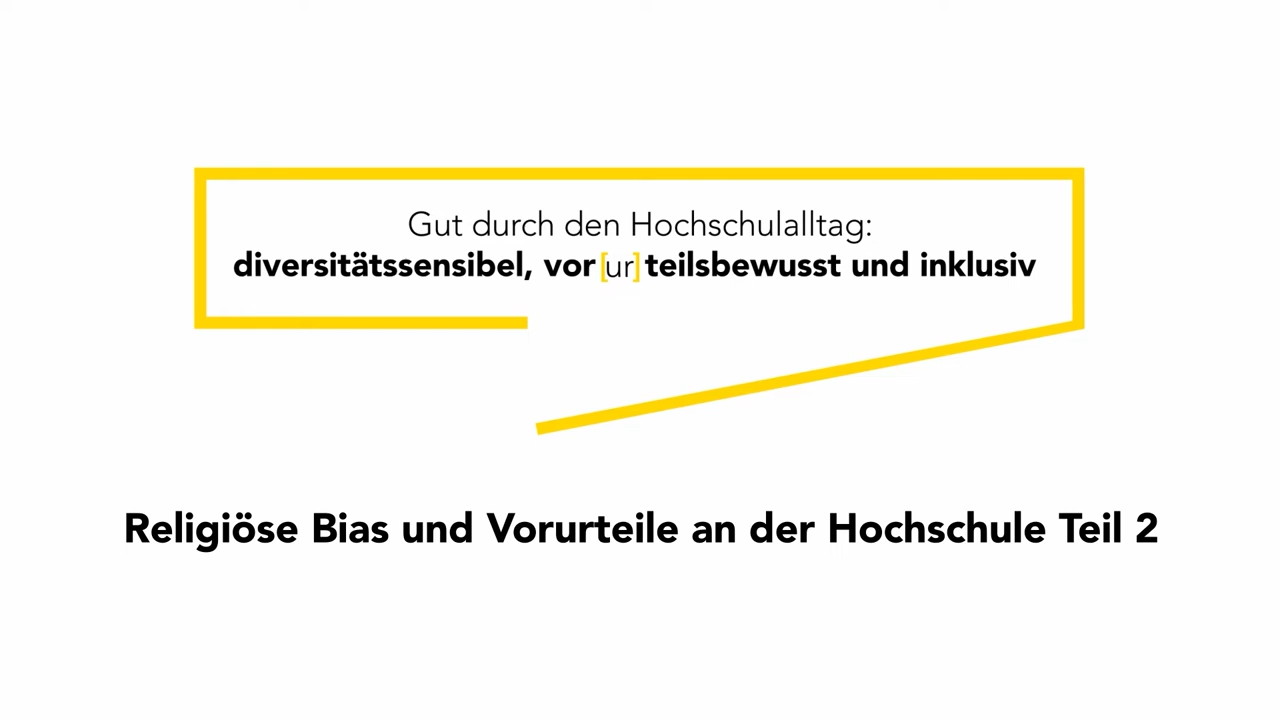 Gut durch den Hochschulalltag:
diversitätssensibel, vor[ur]teilsbewusst und inklusiv
Religiöse Bias und Vorurteile an der Hochschule Teil 2